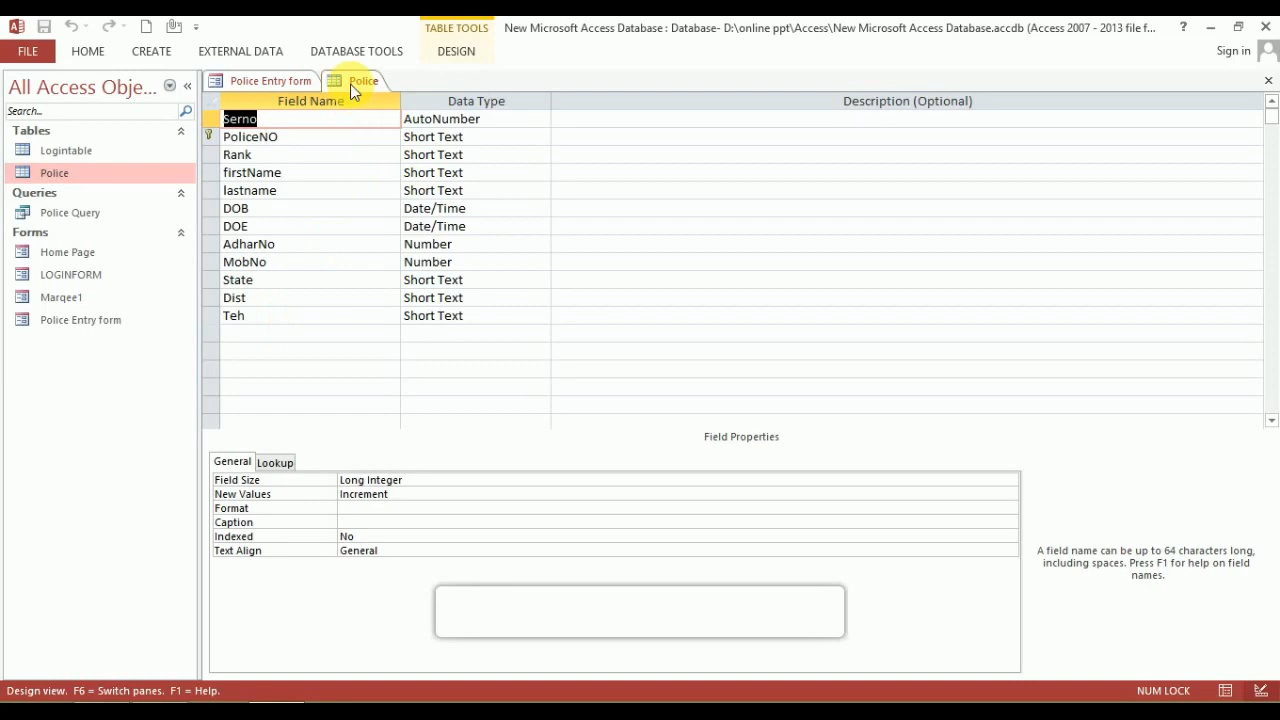 TABLE TOOLS
New Microsoft Access Database : Database- D:\online ppt\Access\New Microsoft Access Database.accdb (Access 2007 - 2013 file f...
?
FILE HOME CREATE EXTERNAL DATA DATABASE TOOLS DESIGN
Sign in
All Access Obje... «
Search...
Tables
Logintable
Police
Queries
Police Query
Forms
Home Page
LOGINFORM
Marqee1
Police Entry form
Police Entry form Police
Field Name Data Type Description (Optional)
Serno AutoNumber
PoliceNO Short Text
Rank Short Text
firstName Short Text
lastname Short Text
DOB Date/Time
DOE Date/Time
AdharNo Number
MobNo Number
State Short Text
Dist Short Text
Teh Short Text
Field Properties
General Lookup
Field Size Long Integer
New Values Increment
Format
Caption
Indexed No
Text Align General
A field name can be up to 64 characters long,
including spaces. Press F1 for help on field
names.
Design view. F6 = Switch panes. F1 = Help.
NUM LOCK